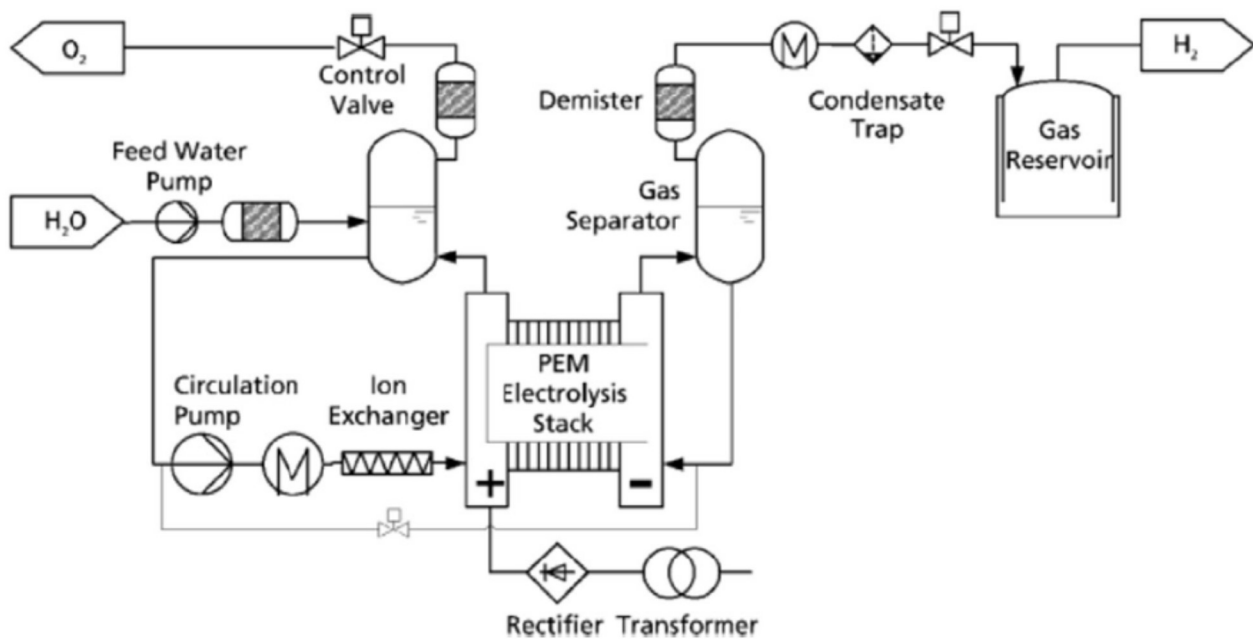 O₂
Control
Valve
Demister
Condensate
Trap
H₂
Gas
Reservoir
Feed Water
Pump
H₂O
Gas
Separator
PEM
Electrolysis
Stack
Circulation
Pump
Ion
Exchanger
+
-
Rectifier
Transformer